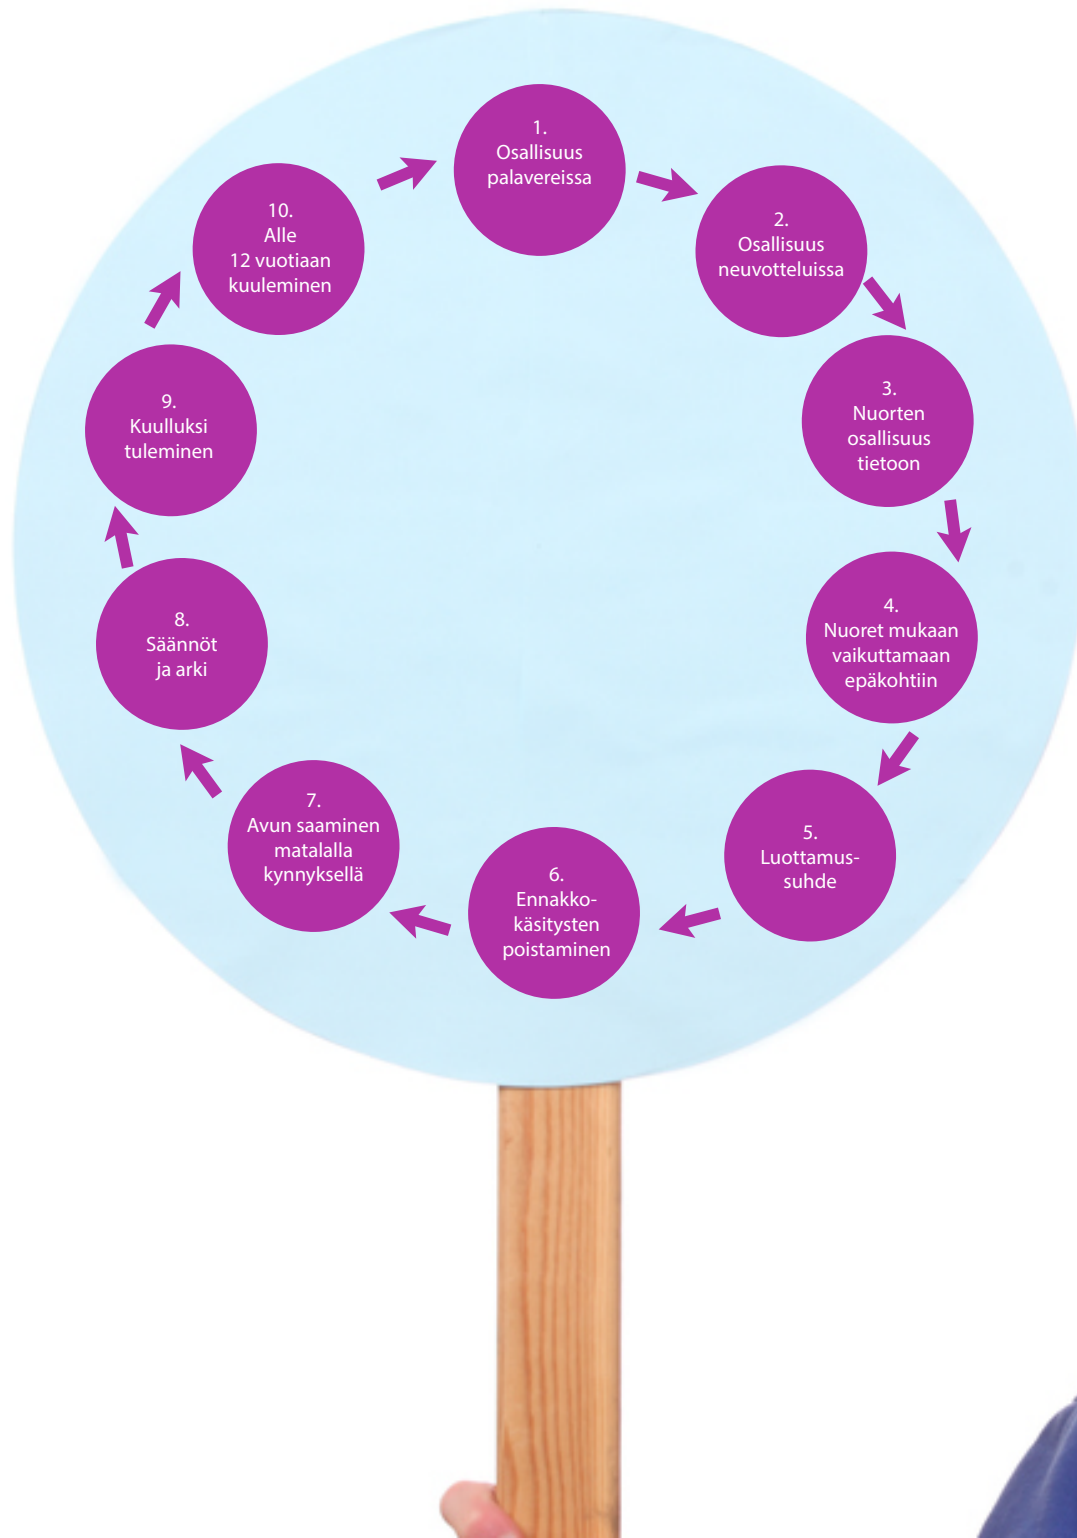 1.
Osallisuus
palavereissa
2.
Osallisuus
neuvotteluissa
3.
Nuorten
osallisuus
tietoon
4.
Nuoret mukaan
vaikuttamaan
epäkohtiin
5.
Luottamus-
suhde
6.
Ennakko-
käsitysten
poistaminen
7.
Avun saaminen
matalalla
kynnyksellä
8.
Säännöt
ja arki
9.
Kuulluksi
tuleminen
10.
Alle
12 vuotiaan
kuuleminen